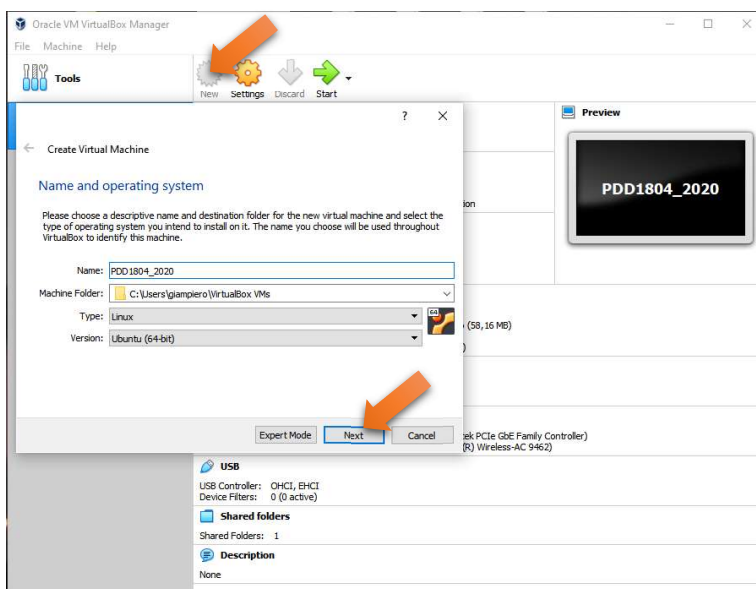 Oracle VM VirtualBox Manager
File Machine Help
Tools
New Settings Discard Start
? X
Create Virtual Machine
Name and operating system
Please choose a descriptive name and destination folder for the new virtual machine and select the
type of operating system you intend to install on it. The name you choose will be used throughout
VirtualBox to identify this machine.
Name: PDD1804_2020
Machine Folder: C:\Users\giampiero\VirtualBox VMs
Type: Linux
64
Version: Ubuntu (64-bit)
Expert Mode Next Cancel
Preview
PDD1804_2020
(58,16 MB)
PCIe GbE Family Controller)
(R) Wireless-AC 9462)
USB
USB Controller: OHCI, EHCI
Device Filters: 0 (0 active)
Shared folders
Shared Folders: 1
Description
None